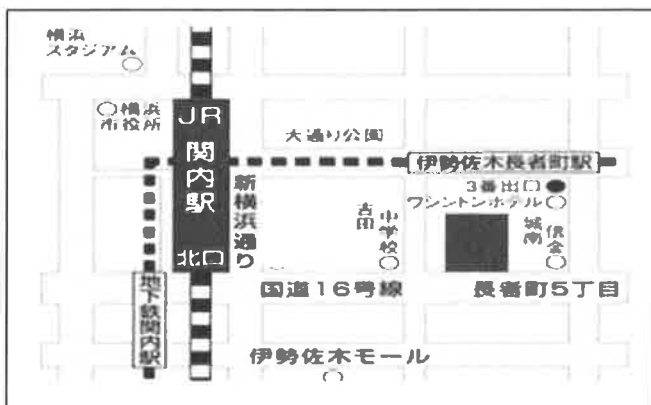 横浜
スタジアム
横浜
市役所
JR
関内駅
北口
大通り公園
伊勢佐木長者町駅
3番出口
ワシントンホテル
新横浜通り
吉田
中学校
城南
信金
国道16号線
長者町5丁目
地下鉄関内駅
伊勢佐木モール